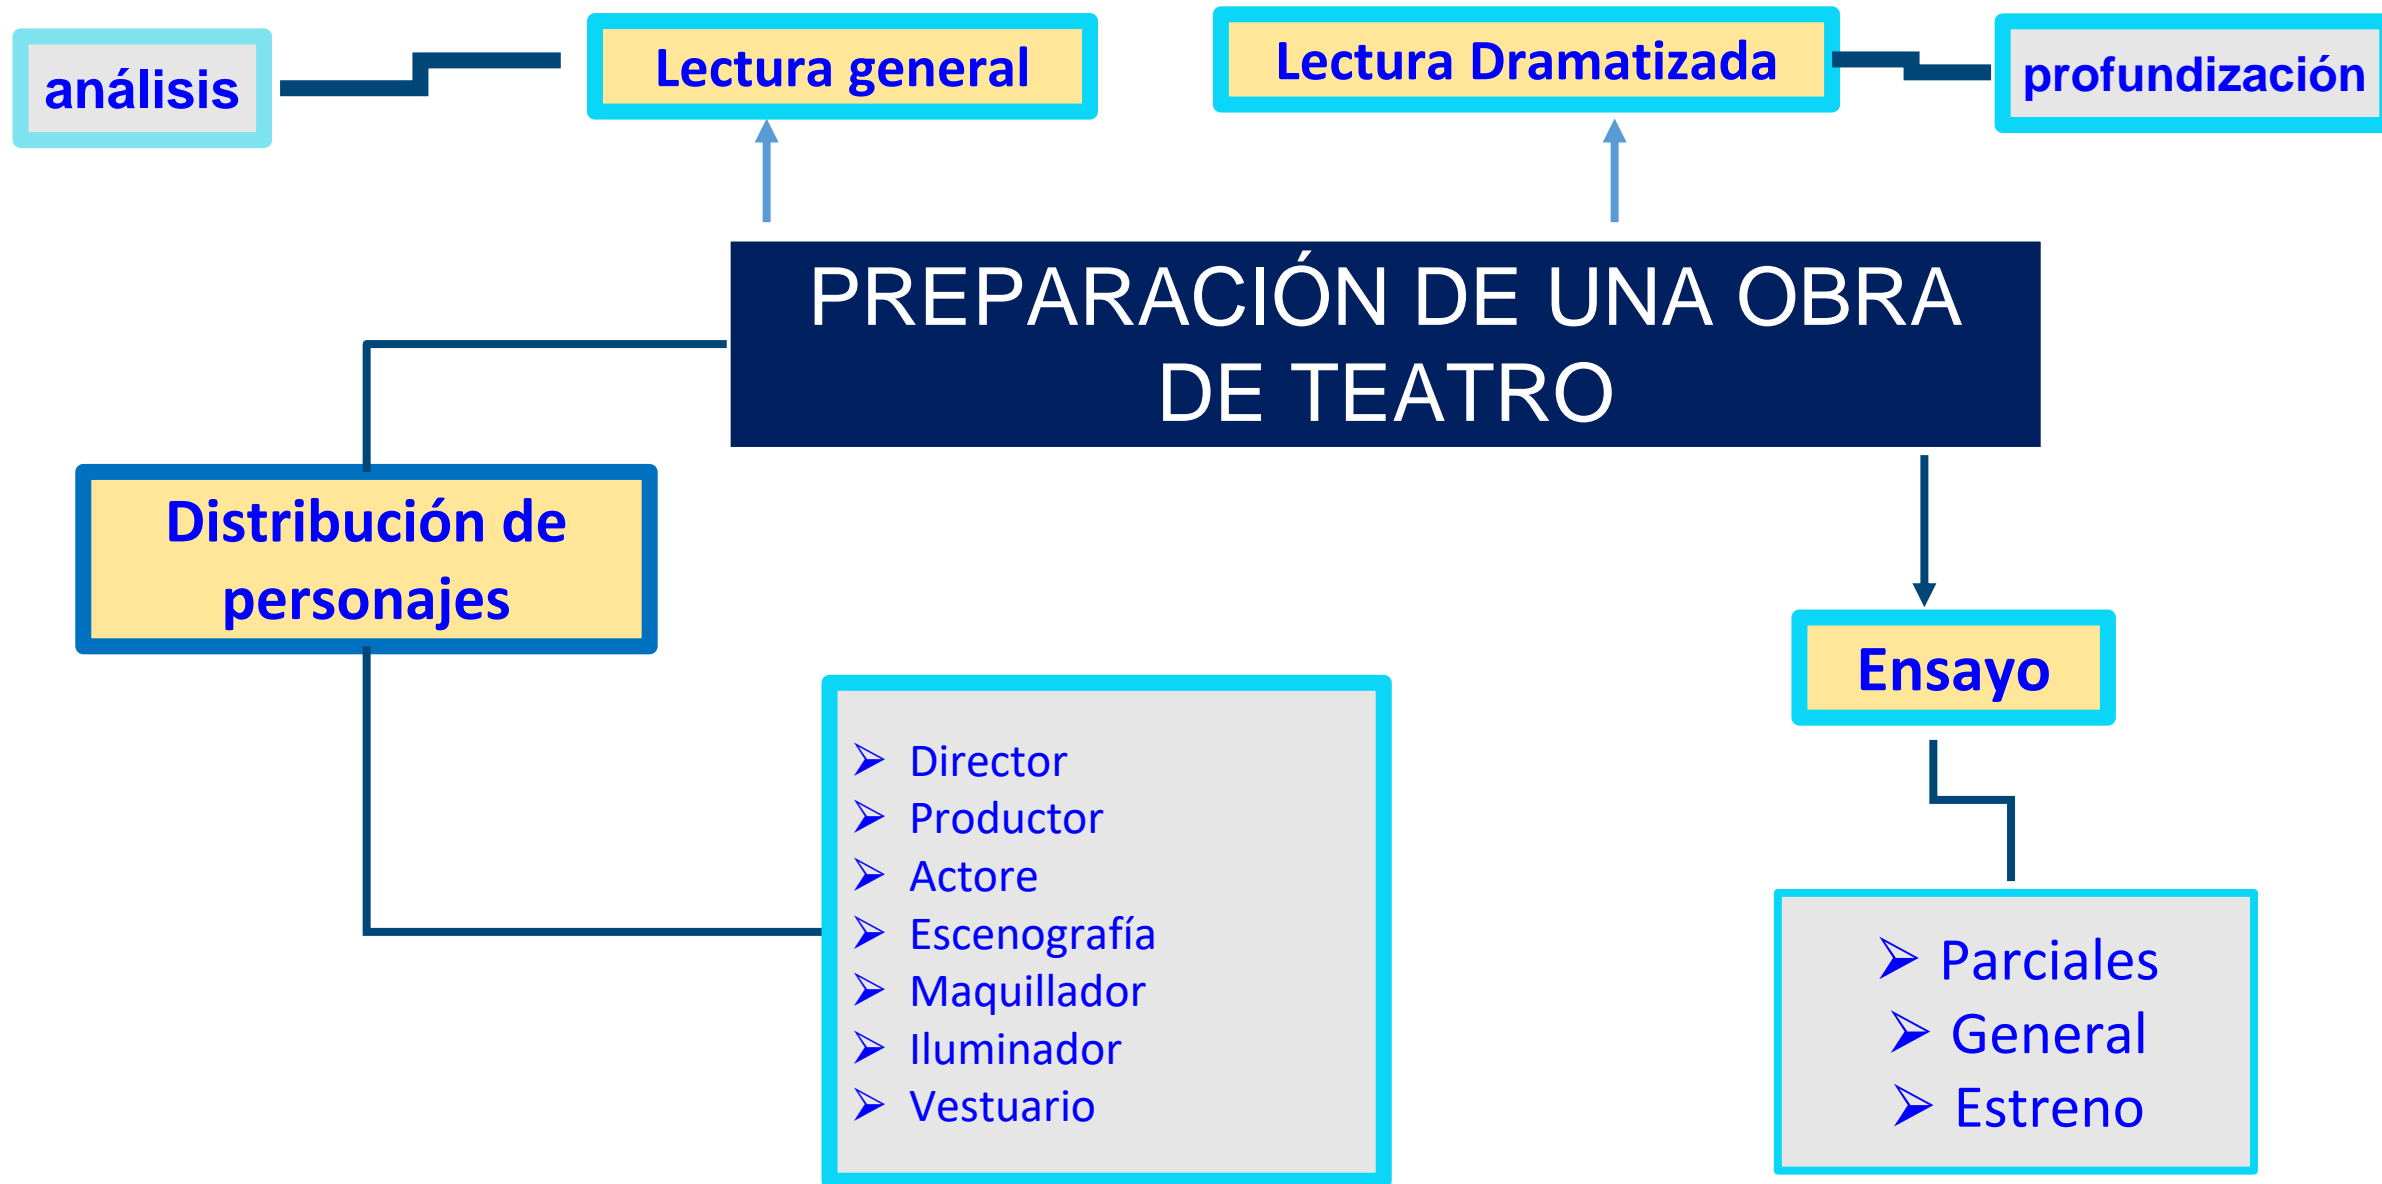 análisis
Lectura general
Lectura Dramatizada
profundización
PREPARACIÓN DE UNA OBRA
DE TEATRO
Distribución de
personajes
Ensayo
➢ Director
➢ Productor
➢ Actore
➢ Escenografía
➢ Maquillador
➢ Iluminador
➢ Vestuario
➢ Parciales
➢ General
➢ Estreno